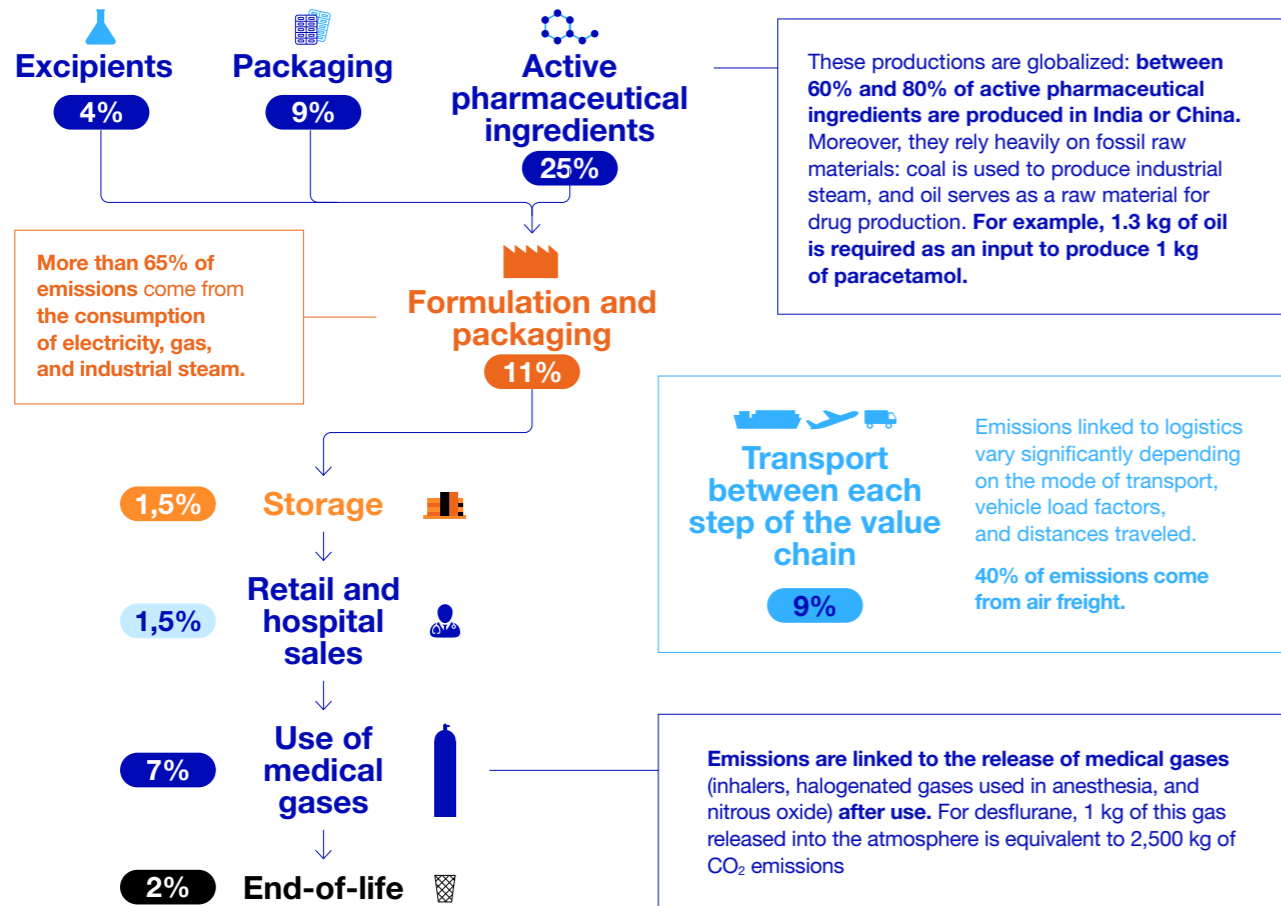 Excipients
4%
Packaging
9%
Active
pharmaceutical
ingredients
25%
These productions are globalized: between
60% and 80% of active pharmaceutical
ingredients are produced in India or China.
Moreover, they rely heavily on fossil raw
materials: coal is used to produce industrial
steam, and oil serves as a raw material for
drug production. For example, 1.3 kg of oil
is required as an input to produce 1 kg
of paracetamol.
More than 65% of
emissions come from
the consumption
of electricity, gas,
and industrial steam.
Formulation and
packaging
11%
Transport
between each
step of the value
chain
9%
Emissions linked to logistics
vary significantly depending
on the mode of transport,
vehicle load factors,
and distances traveled.
40% of emissions come
from air freight.
1,5%
Storage
1,5%
Retail and
hospital
sales
7%
Use of
medical
gases
Emissions are linked to the release of medical gases
(inhalers, halogenated gases used in anesthesia, and
nitrous oxide) after use. For desflurane, 1 kg of this gas
released into the atmosphere is equivalent to 2,500 kg of
CO₂ emissions
2%
End-of-life